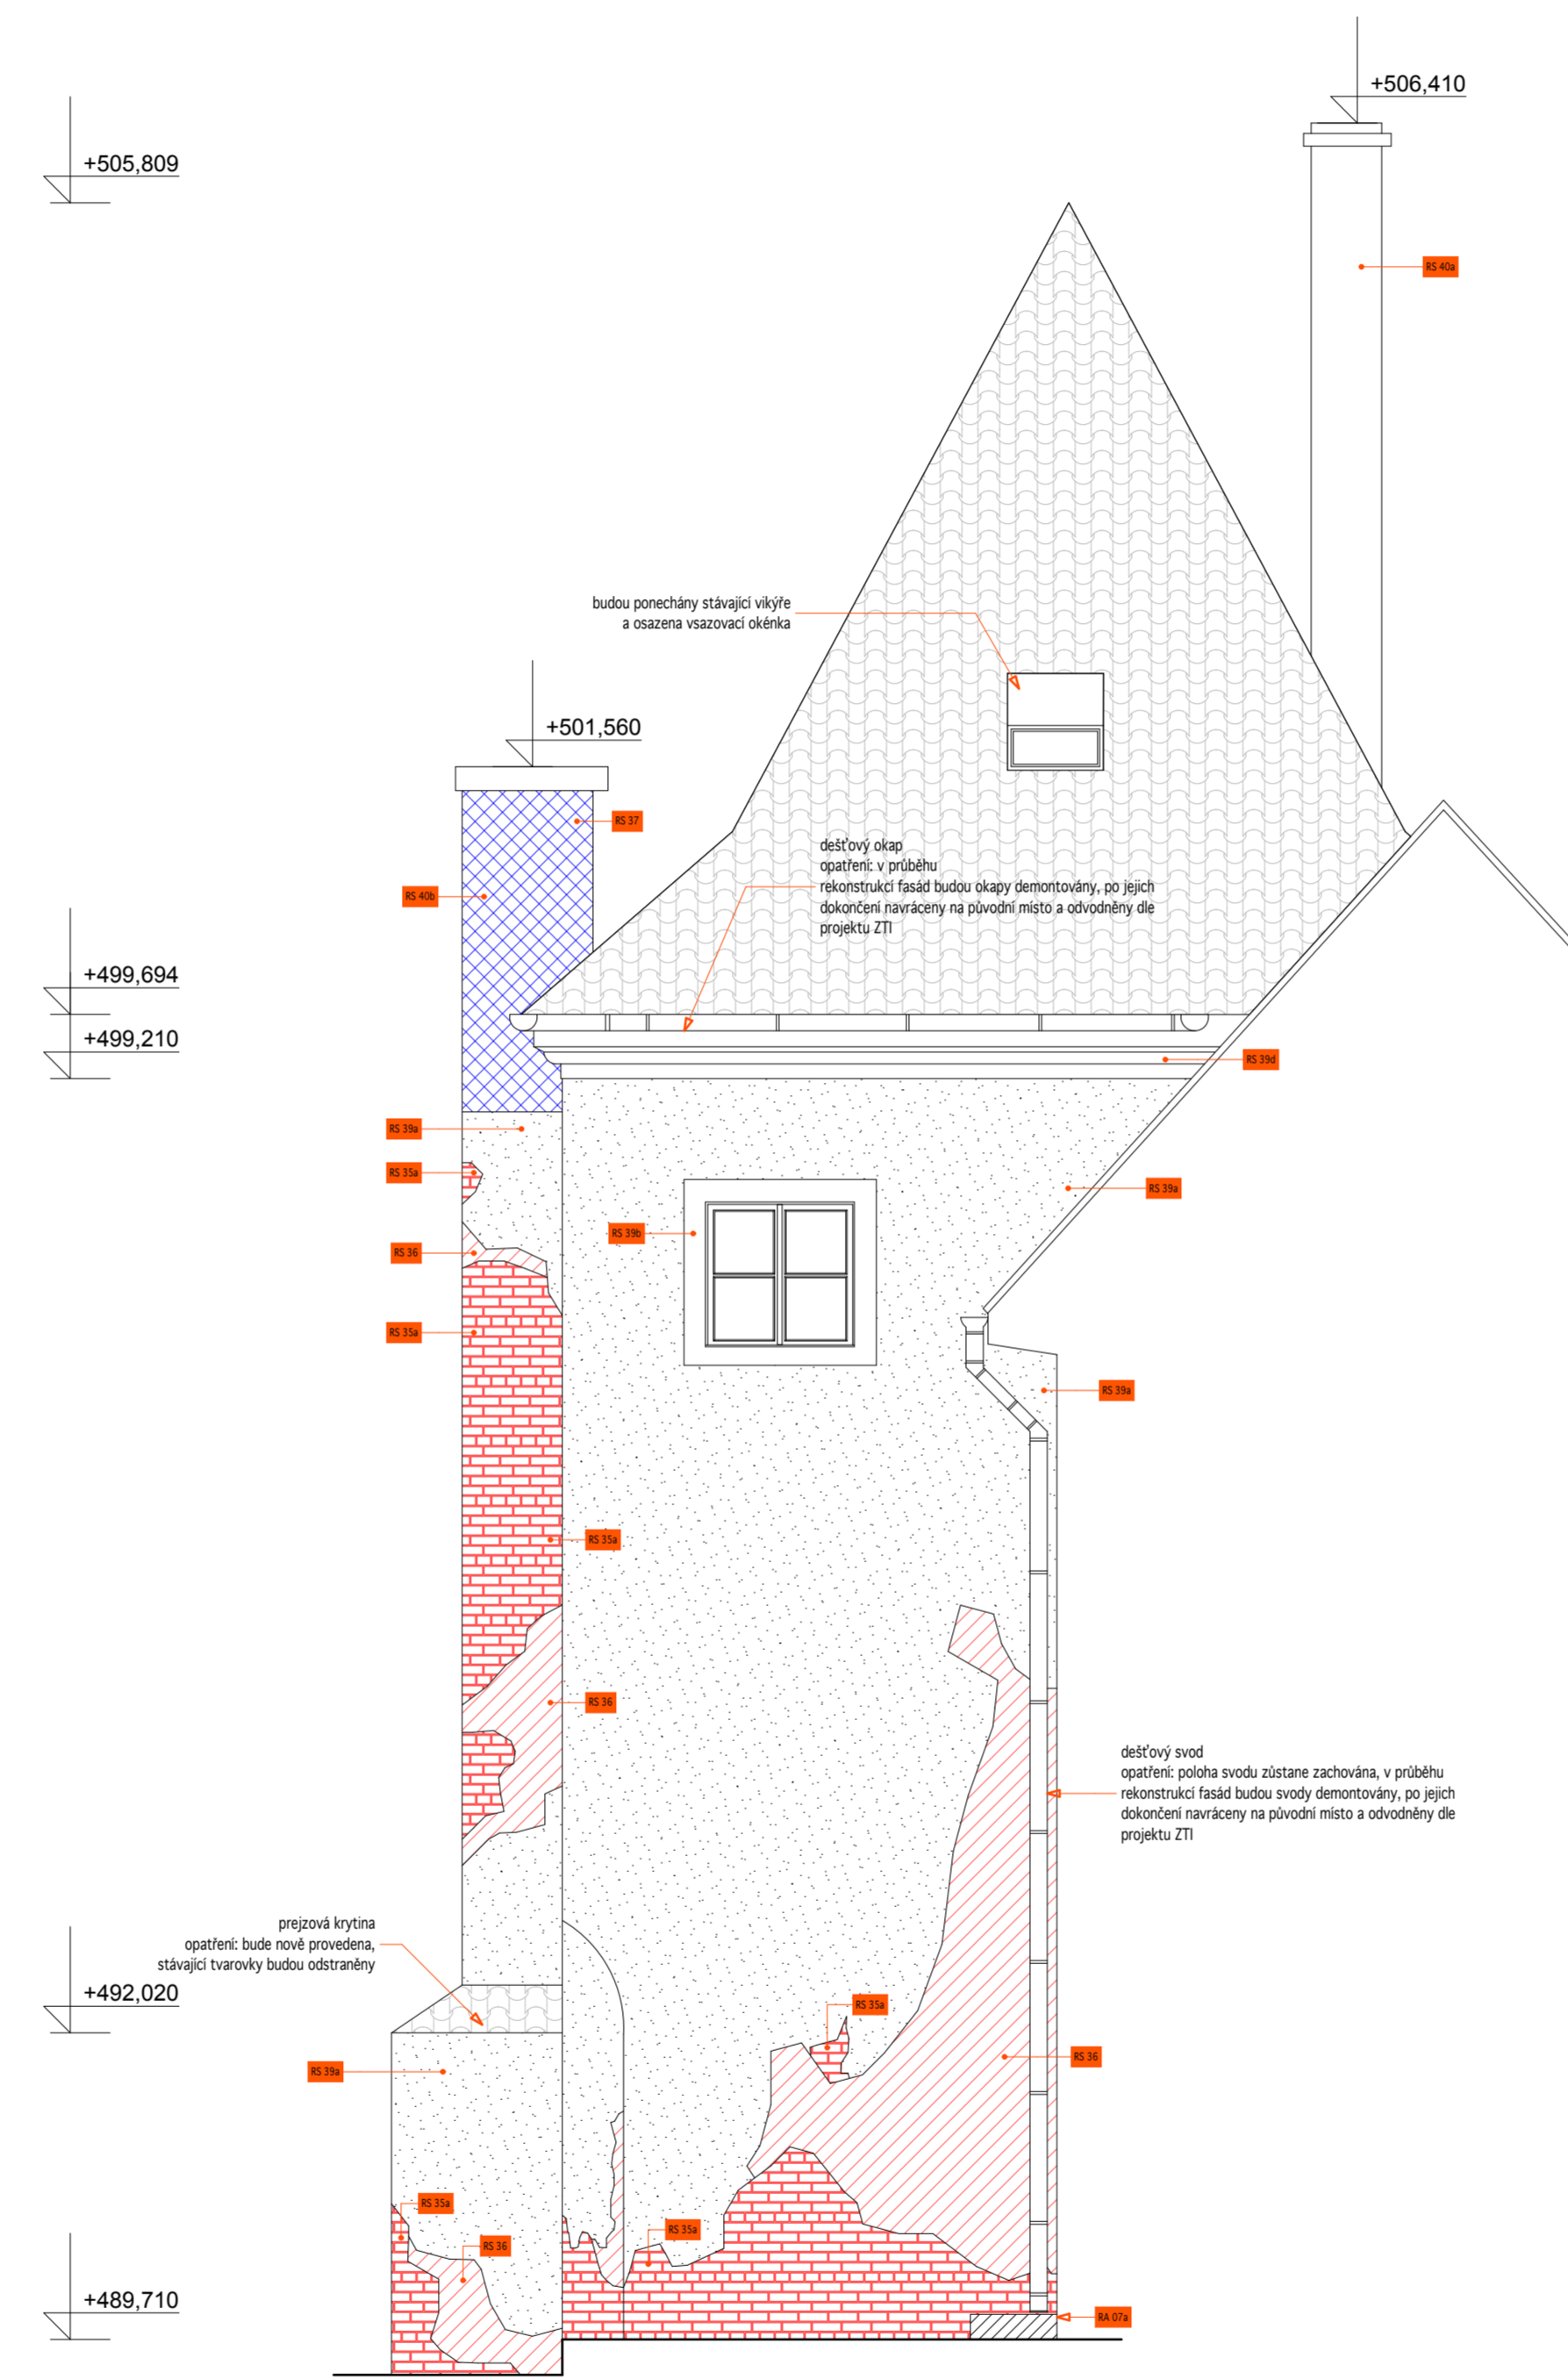 +506,410
+505,809
RS 40a
budou ponechány stávající vikýře
a osazena vsazovací okénka
+501,560
RS 37
dešťový okap
opatření: v průběhu
rekonstrukcí fasád budou okapy demontovány, po jejich
dokončení navráceny na původní místo a odvodněny dle
projektu ZTI
RS 40b
+499,694
+499,210
RS 39d
RS 39a
RS 35a
RS 39a
RS 39b
RS 36
RS 35a
RS 39a
RS 35a
RS 36
dešťový svod
opatření: poloha svodu zůstane zachována, v průběhu
rekonstrukcí fasád budou svody demontovány, po jejich
dokončení navráceny na původní místo a odvodněny dle
projektu ZTI
prejzová krytina
opatření: bude nově provedena,
stávající tvarovky budou odstraněny
+492,020
RS 35a
RS 36
RS 39a
RS 35a
RS 35a
RS 36
+489,710
RA 07a